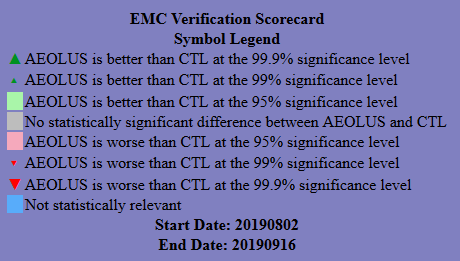 EMC Verification Scorecard
Symbol Legend
AEOLUS is better than CTL at the 99.9% significance level
AEOLUS is better than CTL at the 99% significance level
AEOLUS is better than CTL at the 95% significance level
No statistically significant difference between AEOLUS and CTL
AEOLUS is worse than CTL at the 95% significance level
AEOLUS is worse than CTL at the 99% significance level
AEOLUS is worse than CTL at the 99.9% significance level
Not statistically relevant
Start Date: 20190802
End Date: 20190916